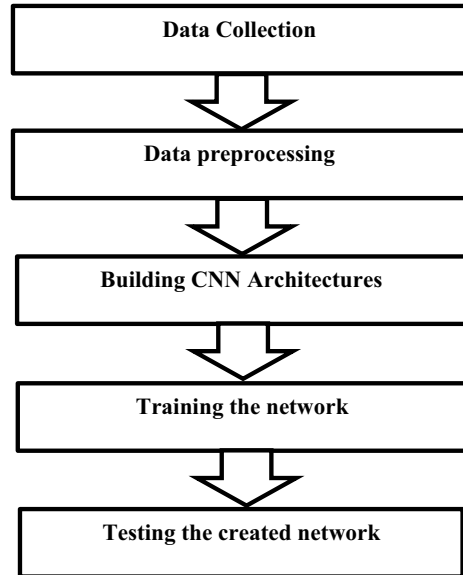 Data Collection
Data preprocessing
Building CNN Architectures
Training the network
Testing the created network